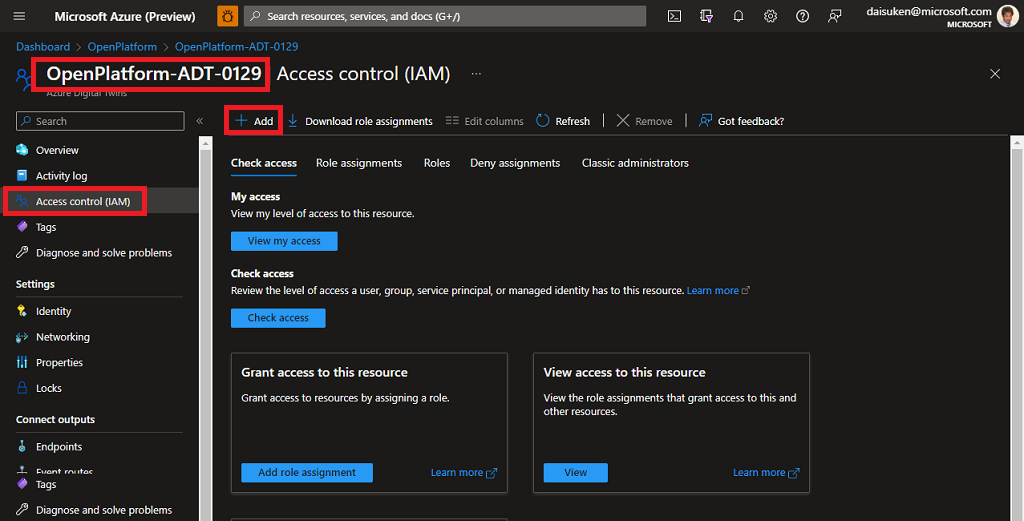 Microsoft Azure (Preview)
Search resources, services, and docs (G+/)
daisuken@microsoft.com
MICROSOFT
Dashboard > OpenPlatform > OpenPlatform-ADT-0129
OpenPlatform-ADT-0129 Access control (IAM) ...
Azure Digital Twins
Search
«
Add
Download role assignments
Edit columns
Refresh
Remove
Got feedback?
Overview
Activity log
Access control (IAM)
Tags
Diagnose and solve problems
Settings
Identity
Networking
Properties
Locks
Connect outputs
Endpoints
Event routes
Tags
Diagnose and solve problems
Check access
Role assignments
Roles
Deny assignments
Classic administrators
My access
View my level of access to this resource.
View my access
Check access
Review the level of access a user, group, service principal, or managed identity has to this resource. Learn more
Check access
Grant access to this resource
Grant access to resources by assigning a role.
Add role assignment
Learn more
View access to this resource
View the role assignments that grant access to this and
other resources.
View
Learn more